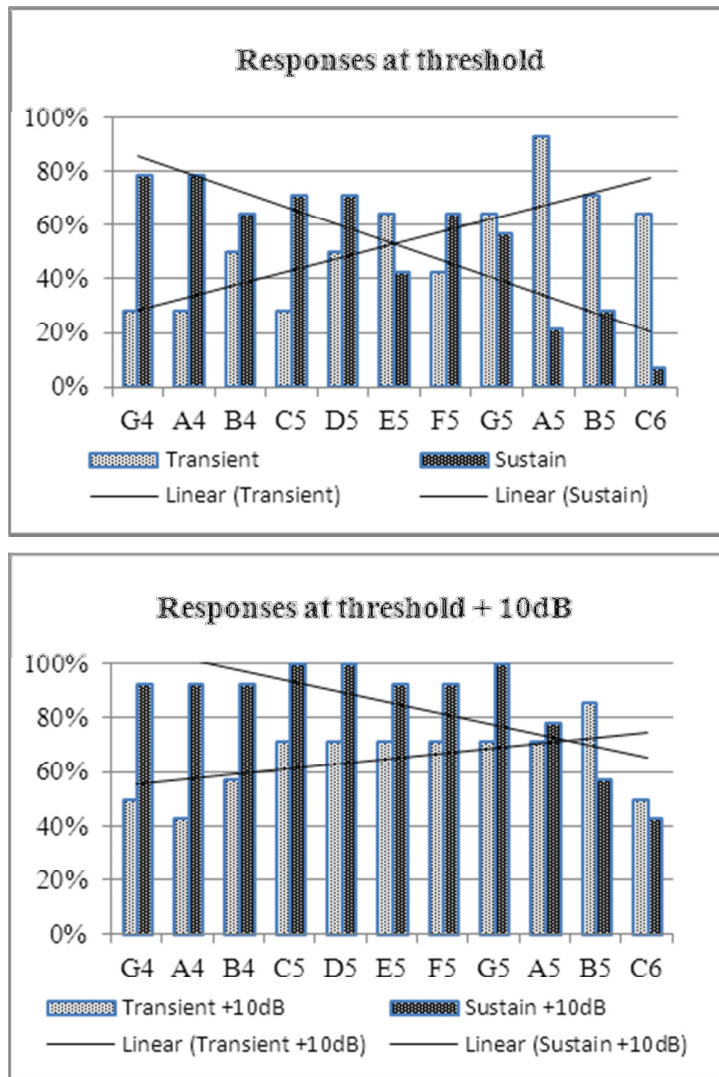 Responses at threshold
100%
80%
60%
40%
20%
0%
G4 A4 B4 C5 D5 E5 F5 G5 A5 B5 C6
Transient Sustain
Linear (Transient) Linear (Sustain)
Responses at threshold + 10dB
100%
80%
60%
40%
20%
0%
G4 A4 B4 C5 D5 E5 F5 G5 A5 B5 C6
Transient +10dB Sustain +10dB
Linear (Transient +10dB) Linear (Sustain +10dB)